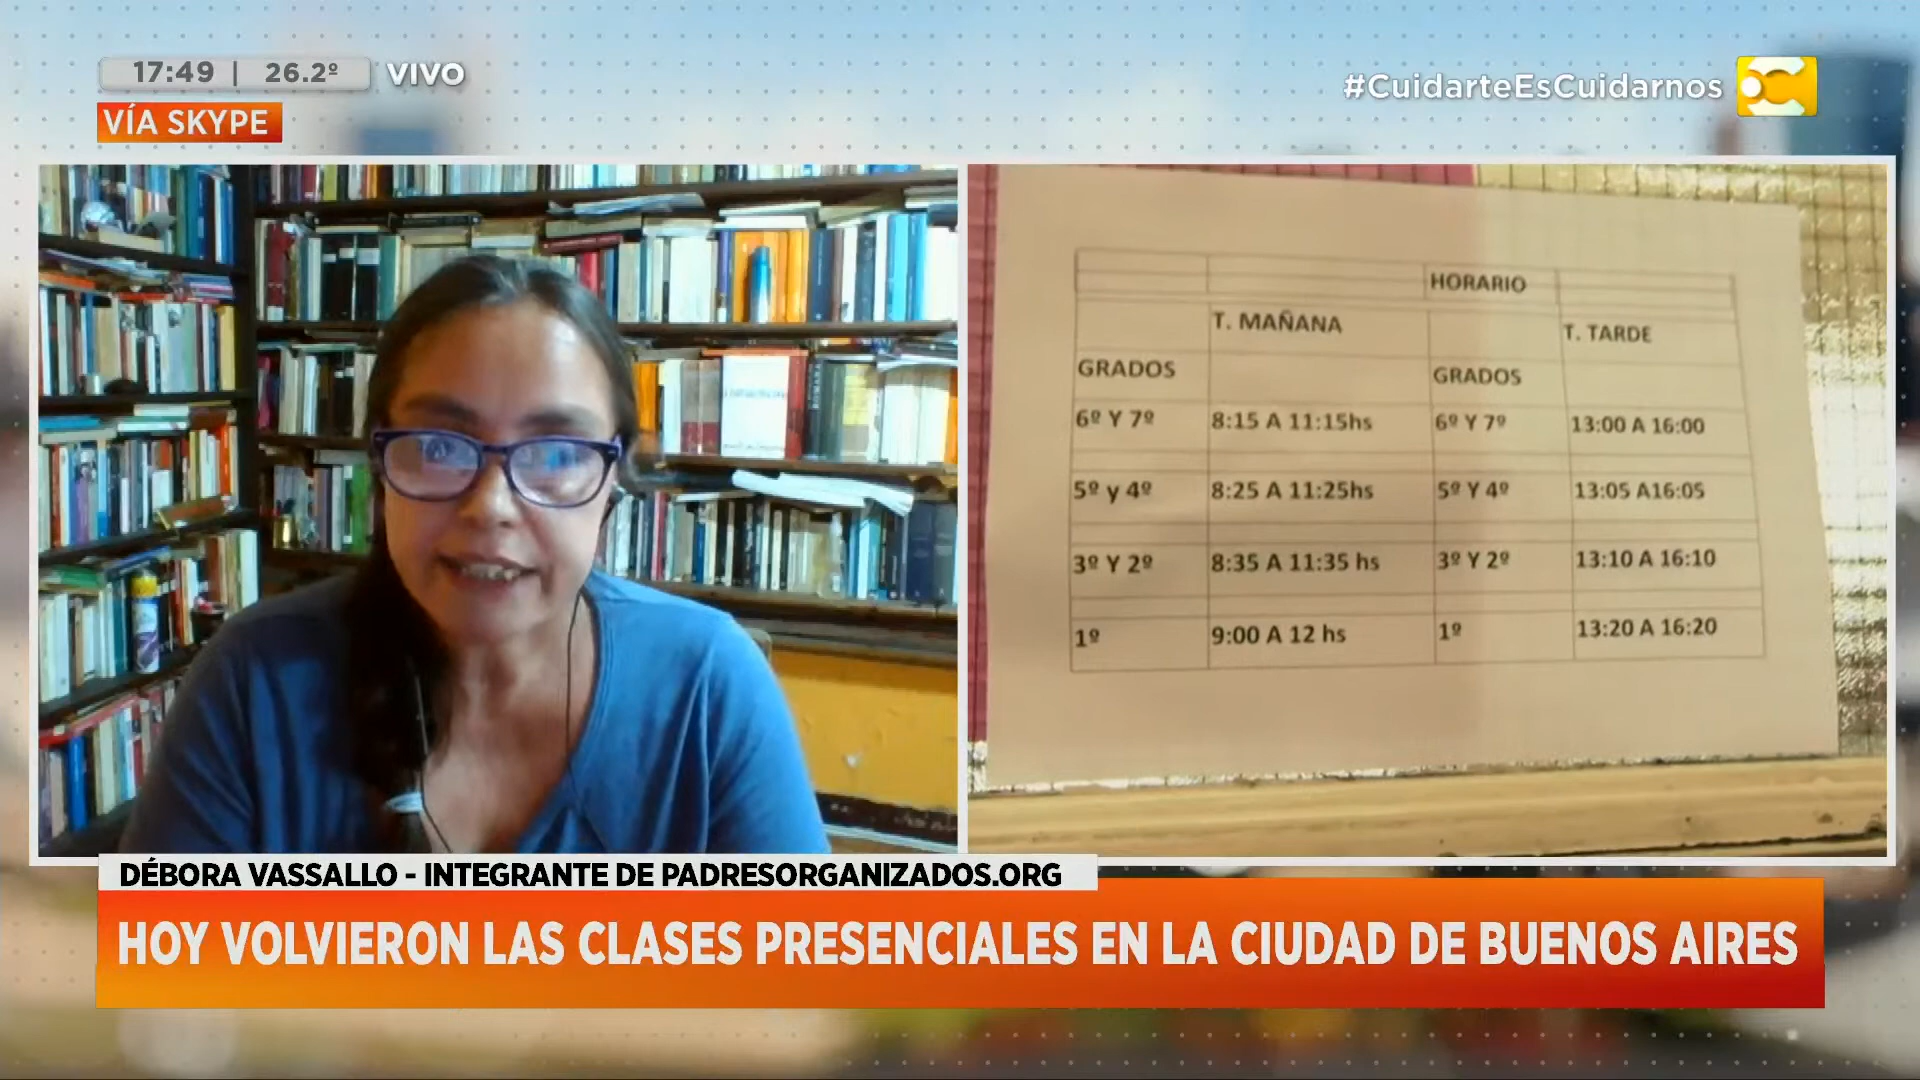 17:49 | 26.2º VIVO
#CuidarteEsCuidarnos
VÍA SKYPE
HORARIO
T. MAÑANA T. TARDE
GRADOS GRADOS
6º Y 7º 8:15 A 11:15hs 6º Y 7º 13:00 A 16:00
5º y 4º 8:25 A 11:25hs 5º Y 4º 13:05 A16:05
3º Y 2º 8:35 A 11:35 hs 3º Y 2º 13:10 A 16:10
1º 9:00 A 12 hs 1º 13:20 A 16:20
DÉBORA VASSALLO - INTEGRANTE DE PADRESORGANIZADOS.ORG
HOY VOLVIERON LAS CLASES PRESENCIALES EN LA CIUDAD DE BUENOS AIRES